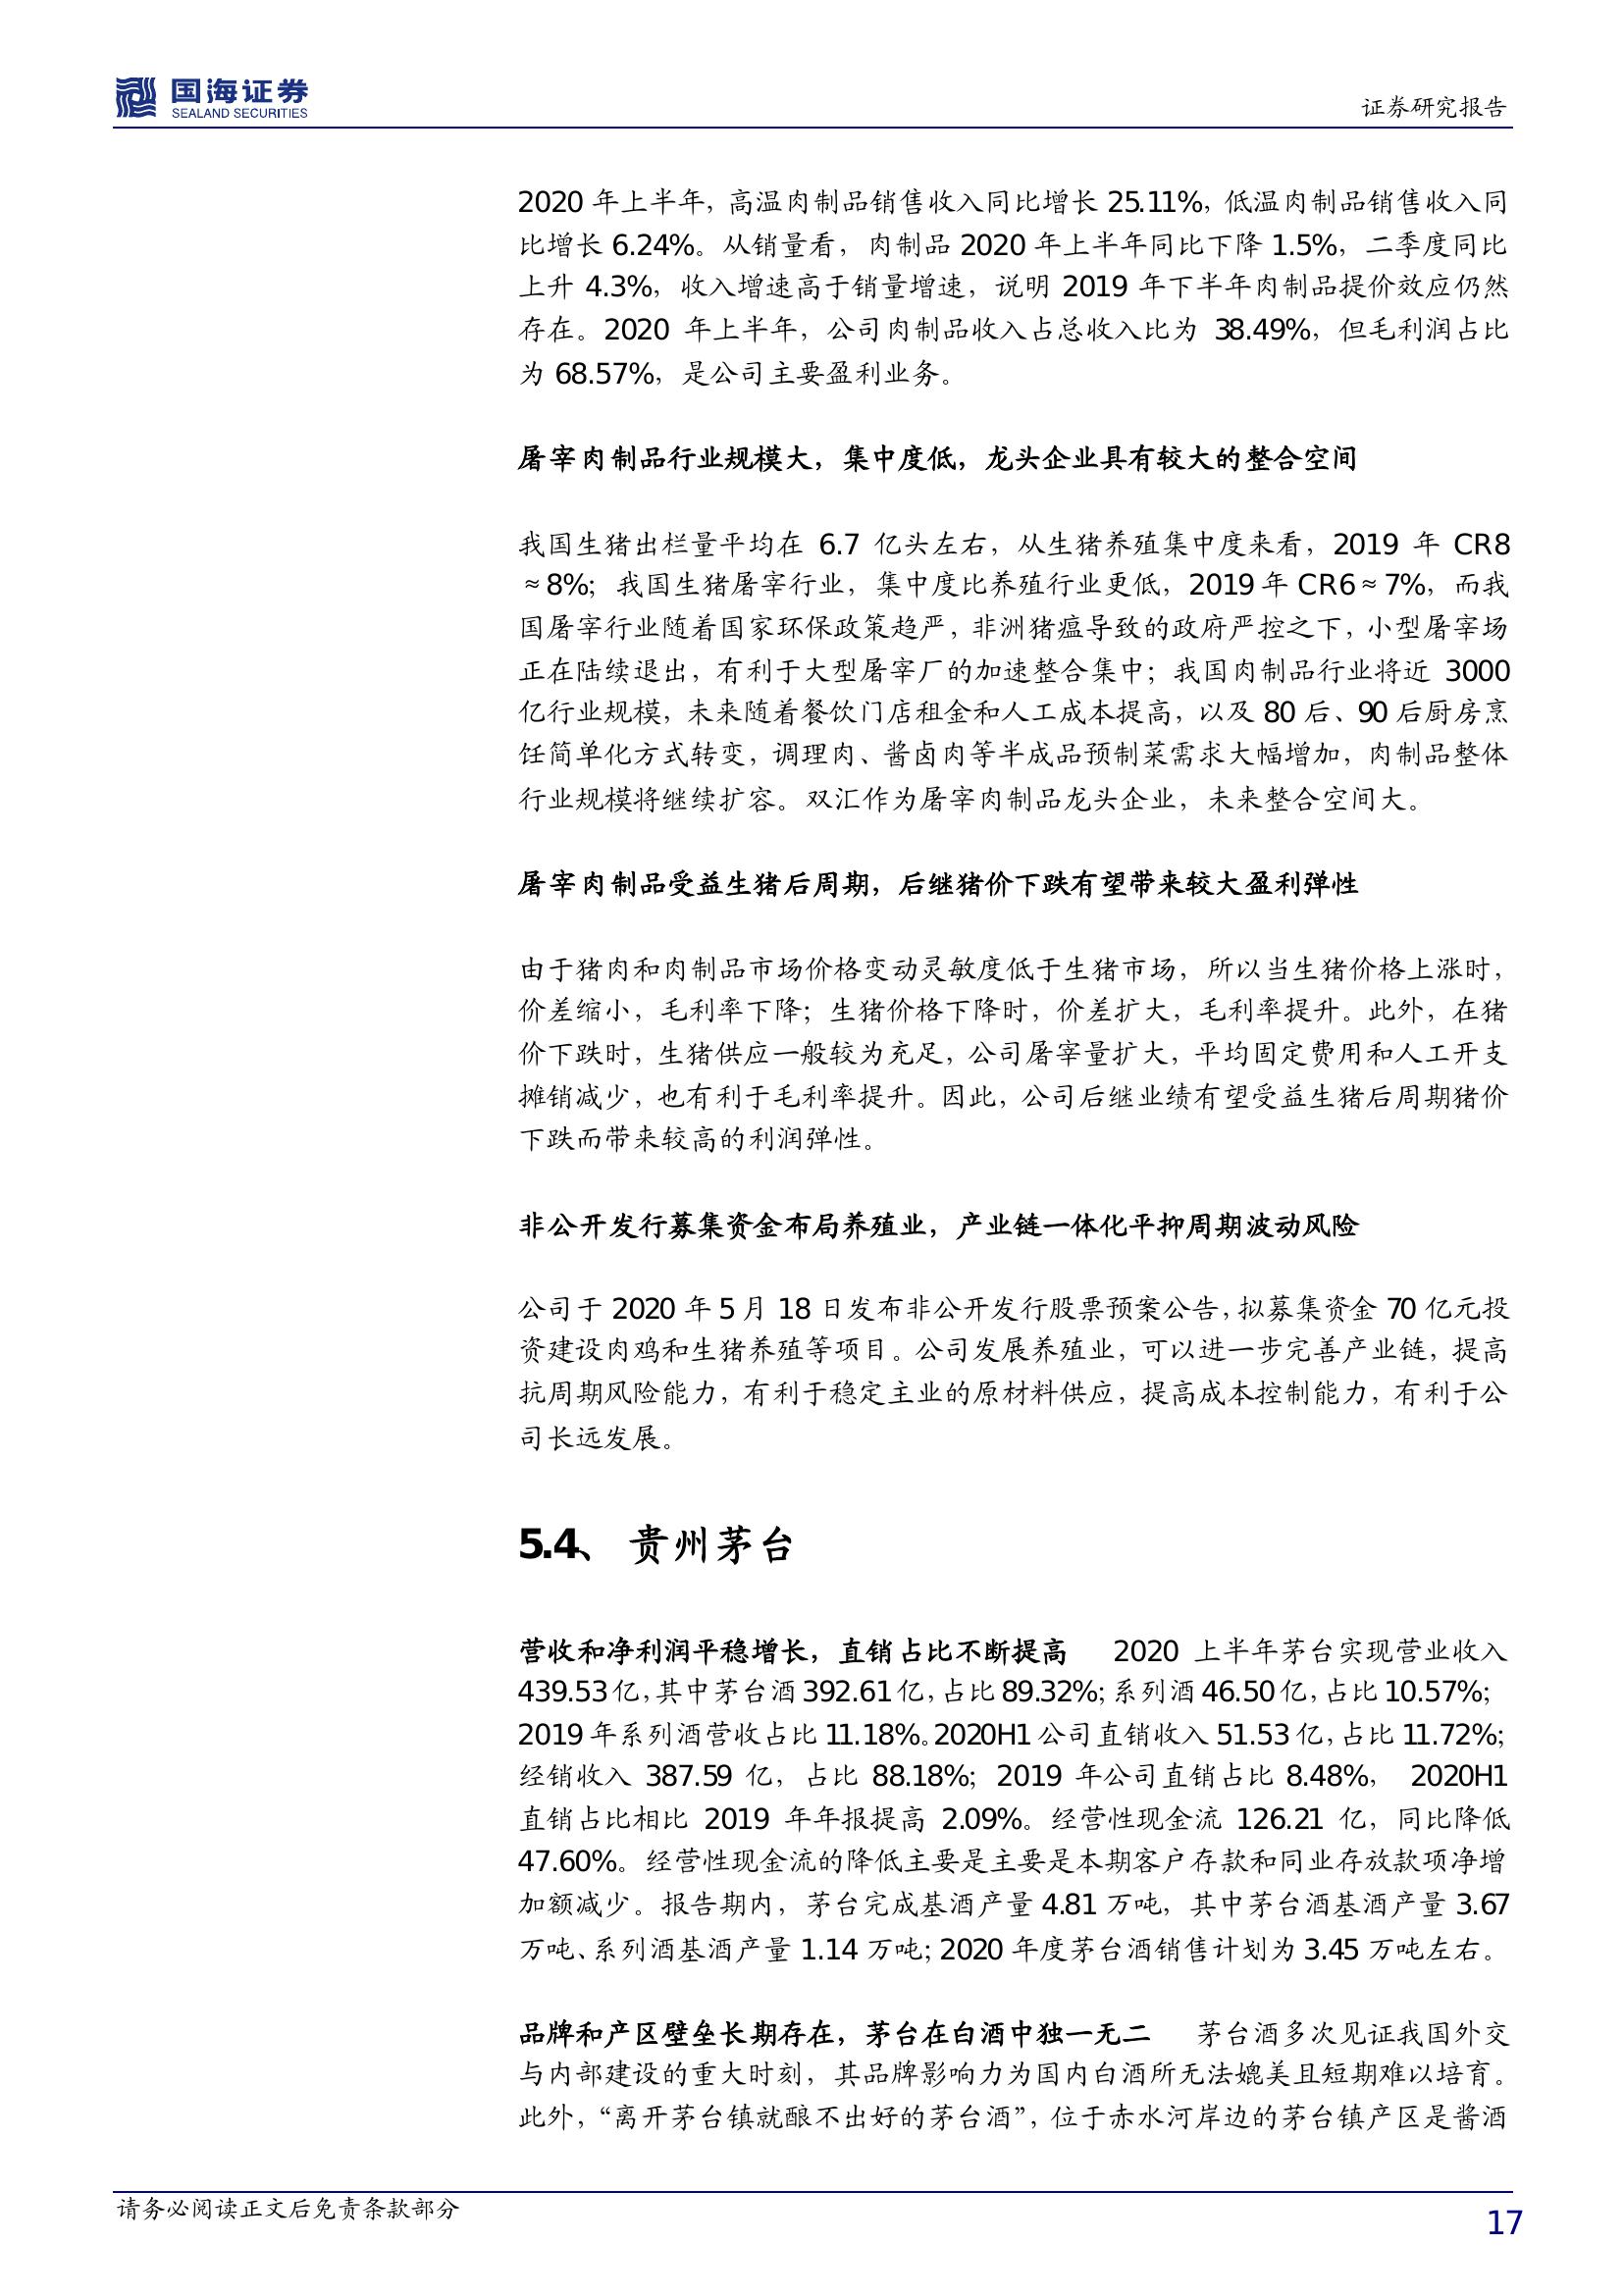 国海证券
SEALAND SECURITIES
证券研究报告
2020 年上半年，高温肉制品销售收入同比增长 25.11%，低温肉制品销售收入同
比增长 6.24%。从销量看，肉制品 2020 年上半年同比下降 1.5%，二季度同比
上升 4.3%，收入增速高于销量增速，说明 2019 年下半年肉制品提价效应仍然
存在。2020 年上半年，公司肉制品收入占总收入比为 38.49%，但毛利润占比
为 68.57%，是公司主要盈利业务。
屠宰肉制品行业规模大，集中度低，龙头企业具有较大的整合空间
我国生猪出栏量平均在 6.7 亿头左右，从生猪养殖集中度来看，2019 年 CR8
≈8%；我国生猪屠宰行业，集中度比养殖行业更低，2019 年 CR6≈7%，而我
国屠宰行业随着国家环保政策趋严，非洲猪瘟导致的政府严控之下，小型屠宰场
正在陆续退出，有利于大型屠宰厂的加速整合集中；我国肉制品行业将近 3000
亿行业规模，未来随着餐饮门店租金和人工成本提高，以及 80 后、90 后厨房烹
饪简单化方式转变，调理肉、酱卤肉等半成品预制菜需求大幅增加，肉制品整体
行业规模将继续扩容。双汇作为屠宰肉制品龙头企业，未来整合空间大。
屠宰肉制品受益生猪后周期，后继猪价下跌有望带来较大盈利弹性
由于猪肉和肉制品市场价格变动灵敏度低于生猪市场，所以当生猪价格上涨时，
价差缩小，毛利率下降；生猪价格下降时，价差扩大，毛利率提升。此外，在猪
价下跌时，生猪供应一般较为充足，公司屠宰量扩大，平均固定费用和人工开支
摊销减少，也有利于毛利率提升。因此，公司后继业绩有望受益生猪后周期猪价
下跌而带来较高的利润弹性。
非公开发行募集资金布局养殖业，产业链一体化平抑周期波动风险
公司于 2020 年 5 月 18 日发布非公开发行股票预案公告，拟募集资金 70 亿元投
资建设肉鸡和生猪养殖等项目。公司发展养殖业，可以进一步完善产业链，提高
抗周期风险能力，有利于稳定主业的原材料供应，提高成本控制能力，有利于公
司长远发展。
5.4、 贵州茅台
营收和净利润平稳增长，直销占比不断提高 2020 上半年茅台实现营业收入
439.53 亿，其中茅台酒 392.61 亿，占比 89.32%；系列酒 46.50 亿，占比 10.57%；
2019 年系列酒营收占比 11.18%。2020H1 公司直销收入 51.53 亿，占比 11.72%；
经销收入 387.59 亿，占比 88.18%；2019 年公司直销占比 8.48%， 2020H1
直销占比相比 2019 年年报提高 2.09%。经营性现金流 126.21 亿，同比降低
47.60%。经营性现金流的降低主要是主要是本期客户存款和同业存放款项净增
加额减少。报告期内，茅台完成基酒产量 4.81 万吨，其中茅台酒基酒产量 3.67
万吨、系列酒基酒产量 1.14 万吨；2020 年度茅台酒销售计划为 3.45 万吨左右。
品牌和产区壁垒长期存在，茅台在白酒中独一无二 茅台酒多次见证我国外交
与内部建设的重大时刻，其品牌影响力为国内白酒所无法媲美且短期难以培育。
此外，“离开茅台镇就酿不出好的茅台酒”，位于赤水河岸边的茅台镇产区是酱酒
请务必阅读正文后免责条款部分
17